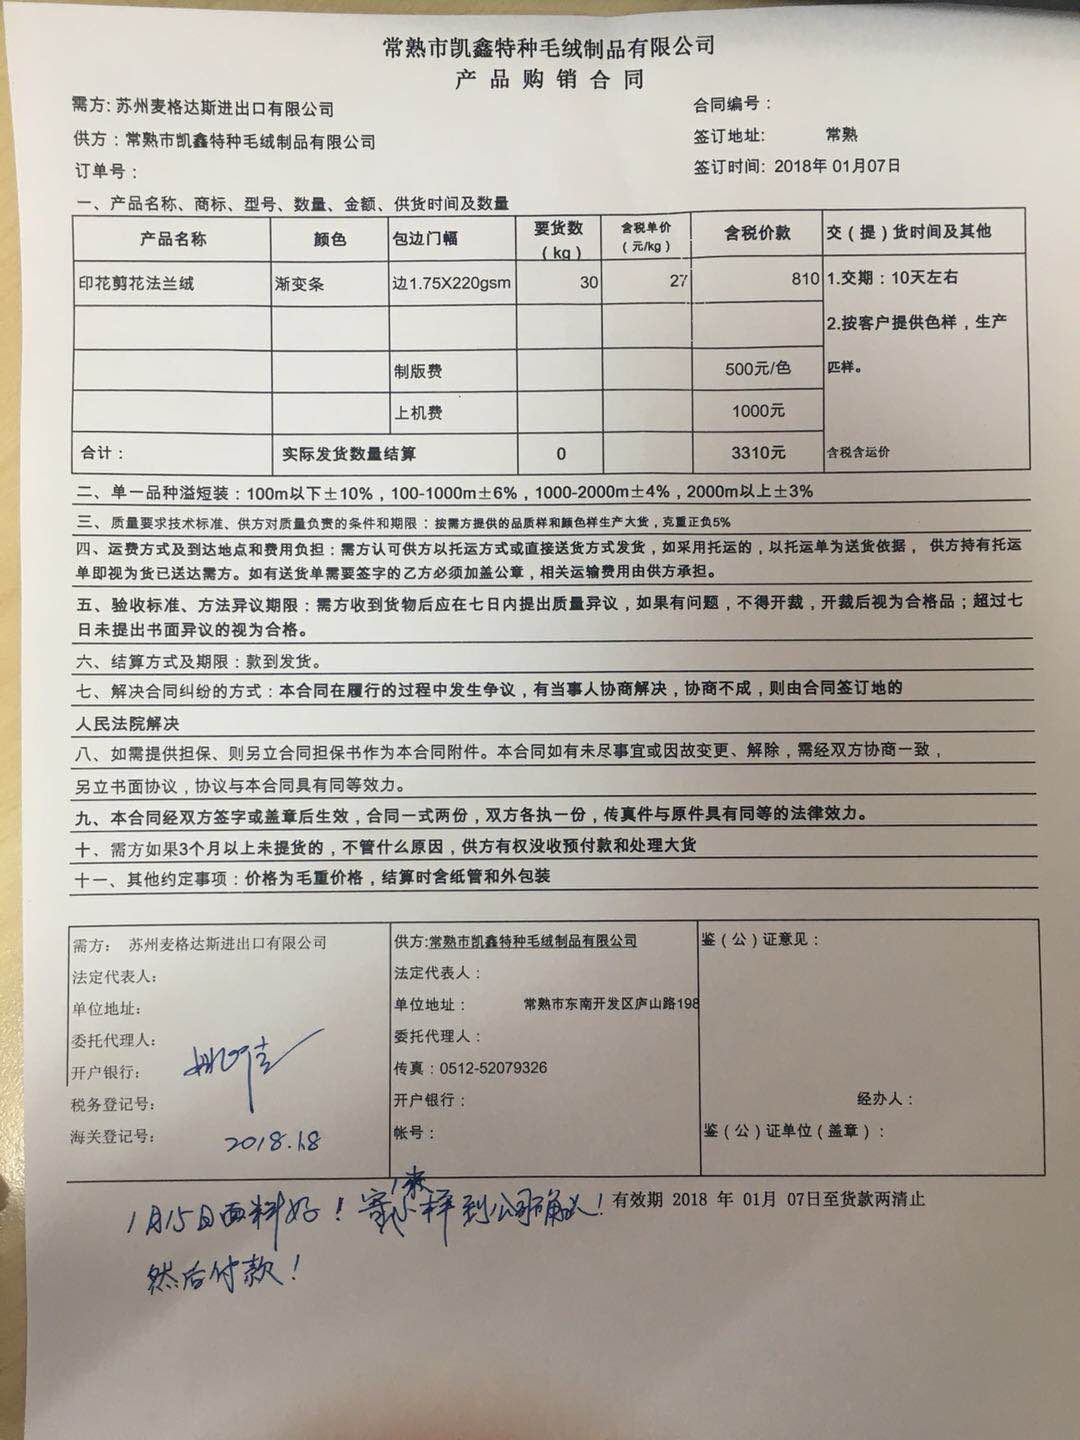 常熟市凯鑫特种毛绒制品有限公司
产品购销合同
需方:苏州麦格达斯进出口有限公司
合同编号：
供方：常熟市凯鑫特种毛绒制品有限公司
签订地址: 常熟
订单号：
签订时间: 2018年 01月07日
一、产品名称、商标、型号、数量、金额、供货时间及数量
产品名称 颜色 包边门幅 要货数（kg） 含税单价（元/kg） 含税价款 交（提）货时间及其他
印花剪花法兰绒 渐变条 边1.75X220gsm 30 27 810 1.交期：10天左右
2.按客户提供色样，生产
制版费 500元/色 匹样。
上机费 1000元
合计： 实际发货数量结算 0 3310元 含税含运价
二、单一品种溢短装：100m以下±10%，100-1000m±6%，1000-2000m±4%，2000m以上±3%
三、质量要求技术标准、供方对质量负责的条件和期限：按需方提供的品质样和颜色样生产大货，克重正负5%
四、运费方式及到达地点和费用负担：需方认可供方以托运方式或直接送货方式发货，如采用托运的，以托运单为送货依据， 供方持有托运
单即视为货已送达需方。如有送货单需要签字的乙方必须加盖公章，相关运输费用由供方承担。
五、验收标准、方法异议期限：需方收到货物后应在七日内提出质量异议，如果有问题，不得开裁，开裁后视为合格品；超过七
日未提出书面异议的视为合格。
六、结算方式及期限：款到发货。
七、解决合同纠纷的方式：本合同在履行的过程中发生争议，有当事人协商解决，协商不成，则由合同签订地的
人民法院解决
八、如需提供担保、则另立合同担保书作为本合同附件。本合同如有未尽事宜或因故变更、解除，需经双方协商一致，
另立书面协议，协议与本合同具有同等效力。
九、本合同经双方签字或盖章后生效，合同一式两份，双方各执一份，传真件与原件具有同等的法律效力。
十、需方如果3个月以上未提货的，不管什么原因，供方有权没收预付款和处理大货
十一、其他约定事项：价格为毛重价格，结算时含纸管和外包装
需方： 苏州麦格达斯进出口有限公司
法定代表人：
单位地址：
委托代理人：
开户银行：
税务登记号：
海关登记号：
2018.1.8
供方:常熟市凯鑫特种毛绒制品有限公司
法定代表人：
单位地址： 常熟市东南开发区庐山路198
委托代理人：
传真：0512-52079326
开户银行：
帐号：
鉴（公）证意见：
经办人：
鉴（公）证单位（盖章）：
1月15日面料好！寄1米小样到公司确认！
有效期 2018 年 01月 07日至货款两清止
然后付款！